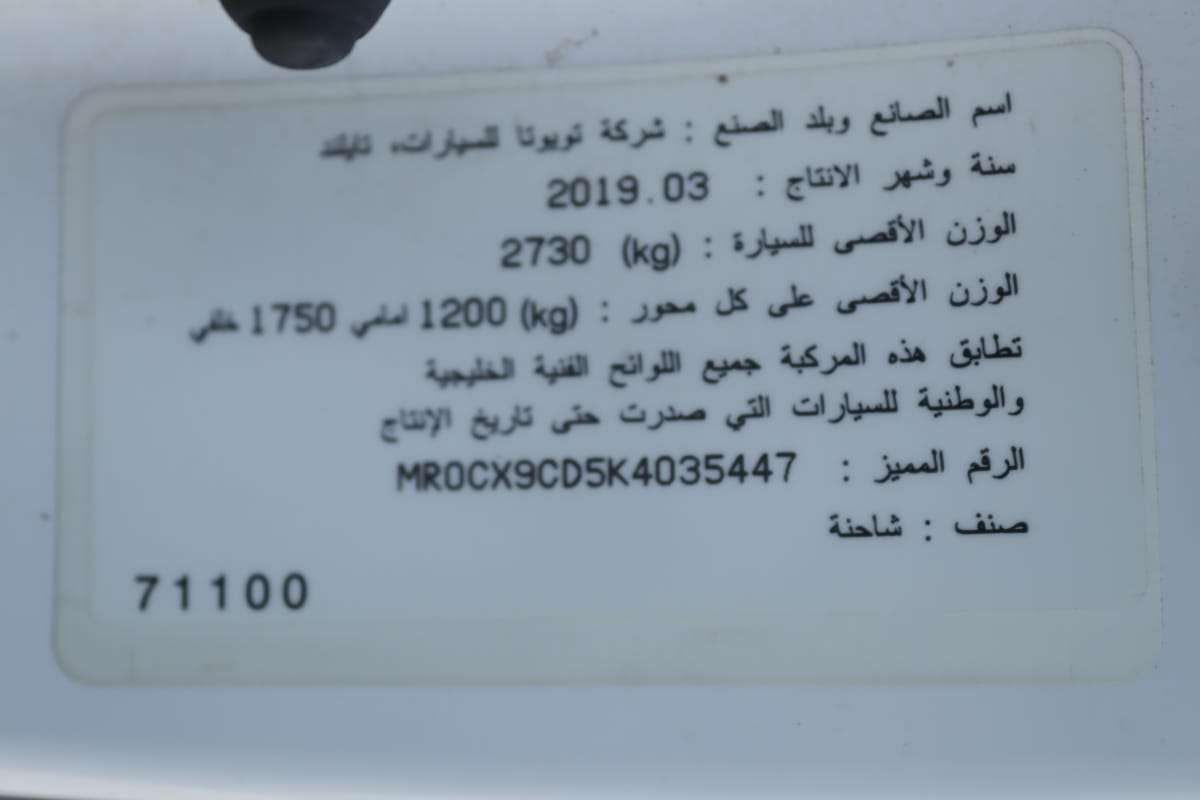 اسم الصانع وبلد الصنع : شركة تويوتا للسيارات، تايلند
سنة وشهر الانتاج : 2019.03
الوزن الأقصى للسيارة : (kg) 2730
الوزن الأقصى على كل محور : (kg) 1200 امامي 1750 خلفي
تطابق هذه المركبة جميع اللوائح الفنية الخليجية
والوطنية للسيارات التي صدرت حتى تاريخ الإنتاج
الرقم المميز : MR0CX9CD5K4035447
صنف : شاحنة
71100